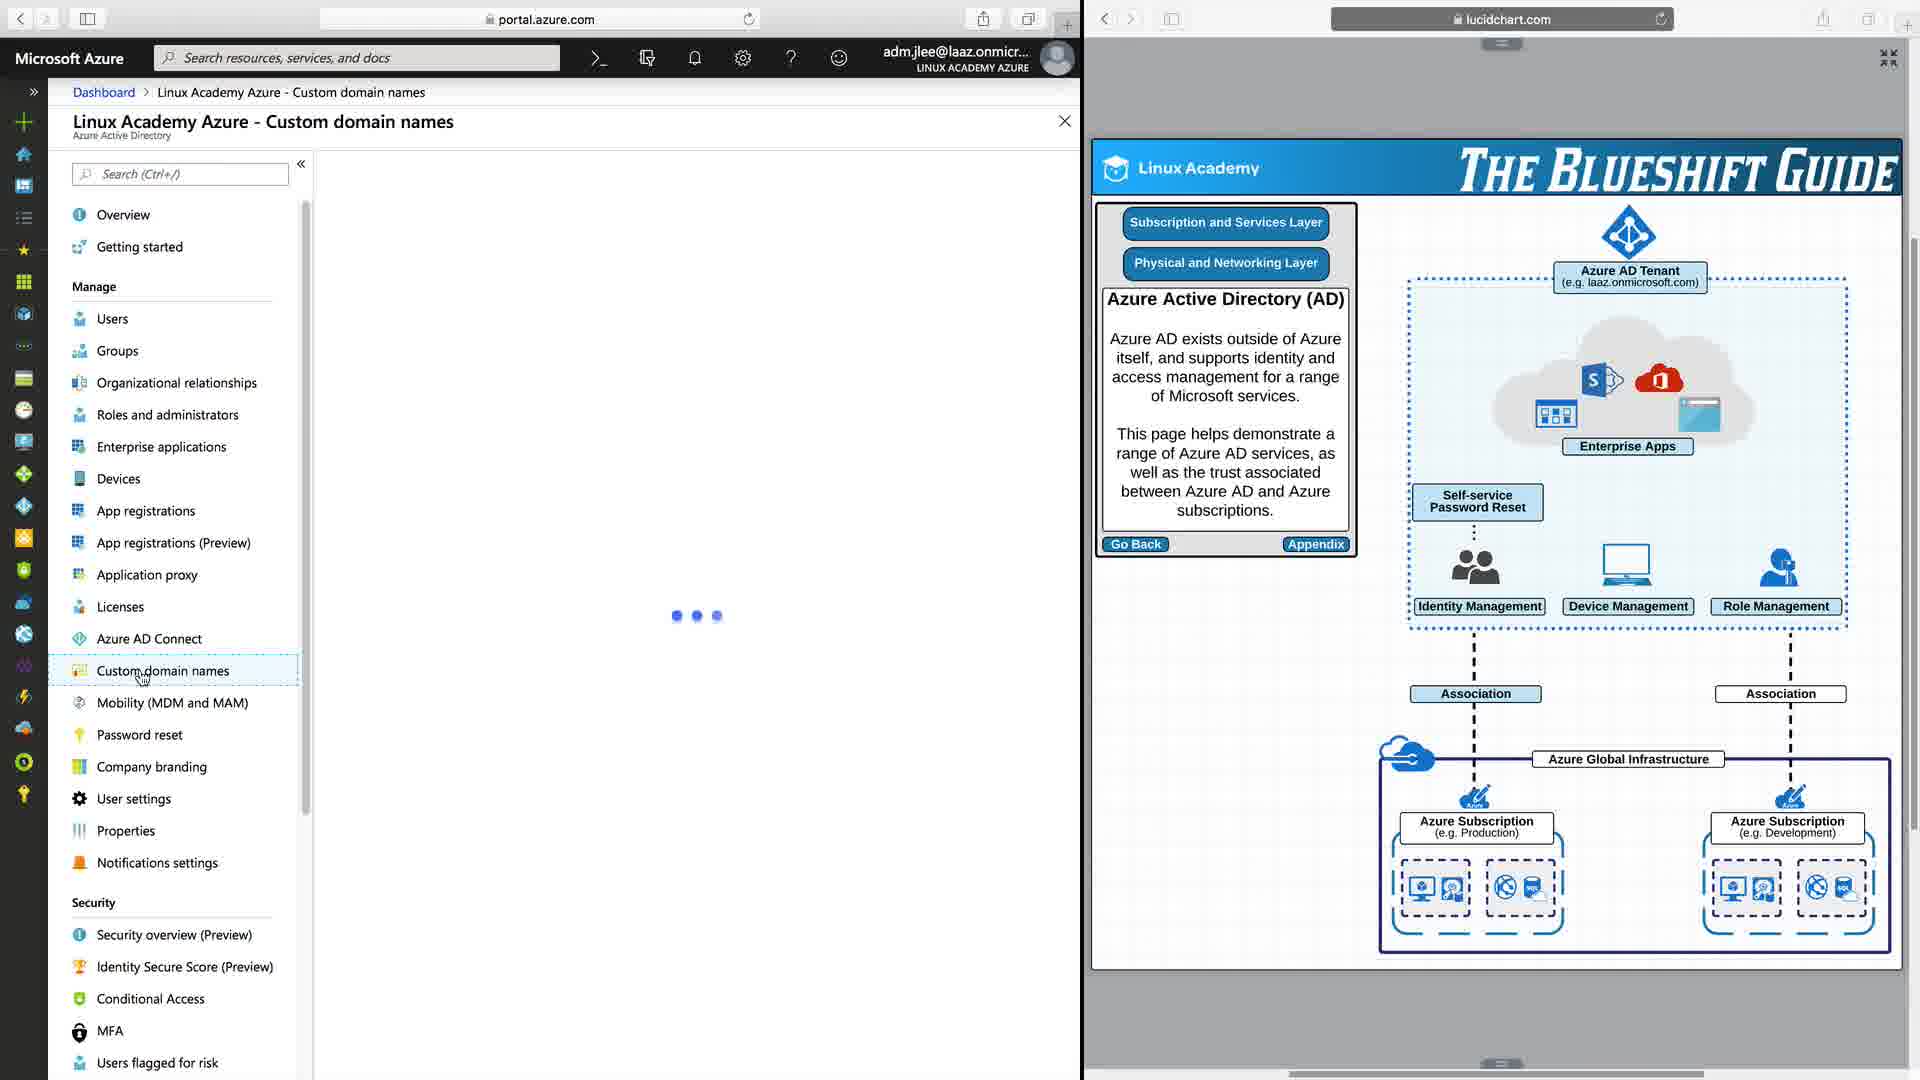 portal.azure.com
Microsoft Azure
Search resources, services, and docs
adm.jlee@laaz.onmicr...
LINUX ACADEMY AZURE
Dashboard > Linux Academy Azure - Custom domain names
Linux Academy Azure - Custom domain names
Azure Active Directory
Search (Ctrl+/)
Overview
Getting started
Manage
Users
Groups
Organizational relationships
Roles and administrators
Enterprise applications
Devices
App registrations
App registrations (Preview)
Application proxy
Licenses
Azure AD Connect
Custom domain names
Mobility (MDM and MAM)
Password reset
Company branding
User settings
Properties
Notifications settings
Security
Security overview (Preview)
Identity Secure Score (Preview)
Conditional Access
MFA
Users flagged for risk
lucidchart.com
Linux Academy
THE BLUESHIFT GUIDE
Subscription and Services Layer
Physical and Networking Layer
Azure Active Directory (AD)
Azure AD exists outside of Azure
itself, and supports identity and
access management for a range
of Microsoft services.
This page helps demonstrate a
range of Azure AD services, as
well as the trust associated
between Azure AD and Azure
subscriptions.
Go Back
Appendix
Azure AD Tenant
(e.g. laaz.onmicrosoft.com)
Enterprise Apps
Self-service
Password Reset
Identity Management
Device Management
Role Management
Association
Association
Azure Global Infrastructure
Azure Subscription
(e.g. Production)
Azure Subscription
(e.g. Development)